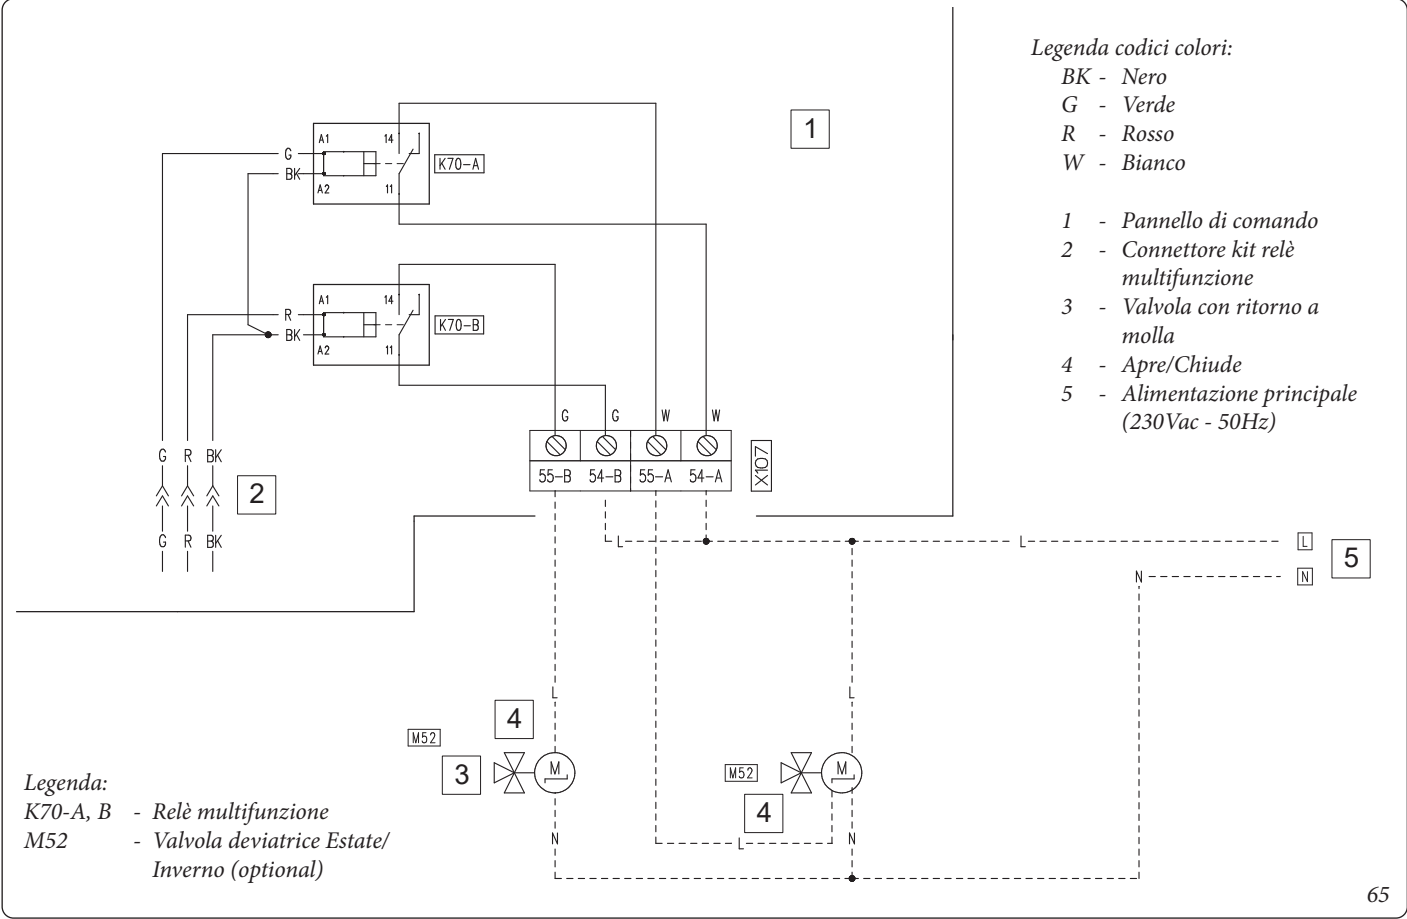 A1
14
G
BK
A2
11
K70-A
1
A1
14
R
BK
A2
11
K70-B
G
G
W
W
55-B
54-B
55-A
54-A
X107
G
R
BK
2
G
R
BK
L
L
L
N
N
5
L
L
4
M52
3
M
M52
M
4
N
L
N
Legenda codici colori:
BK - Nero
G - Verde
R - Rosso
W - Bianco
1 - Pannello di comando
2 - Connettore kit relè
multifunzione
3 - Valvola con ritorno a
molla
4 - Apre/Chiude
5 - Alimentazione principale
(230Vac - 50Hz)
Legenda:
K70-A, B - Relè multifunzione
M52 - Valvola deviatrice Estate/
Inverno (optional)
65